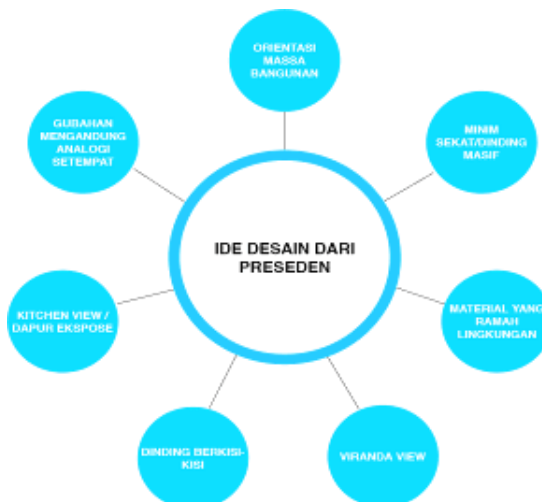 ORIENTASI
MASSA
BANGUNAN
GUBAHAN
MENGANDUNG
ANALOGI
SETEMPAT
MINIM
SEKAT/DINDING
MASIF
IDE DESAIN DARI
PRESEDEN
KITCHEN VIEW /
DAPUR EKSPOSE
MATERIAL YANG
RAMAH
LINGKUNGAN
DINDING BERKISI-
KISI
VIRANDA VIEW